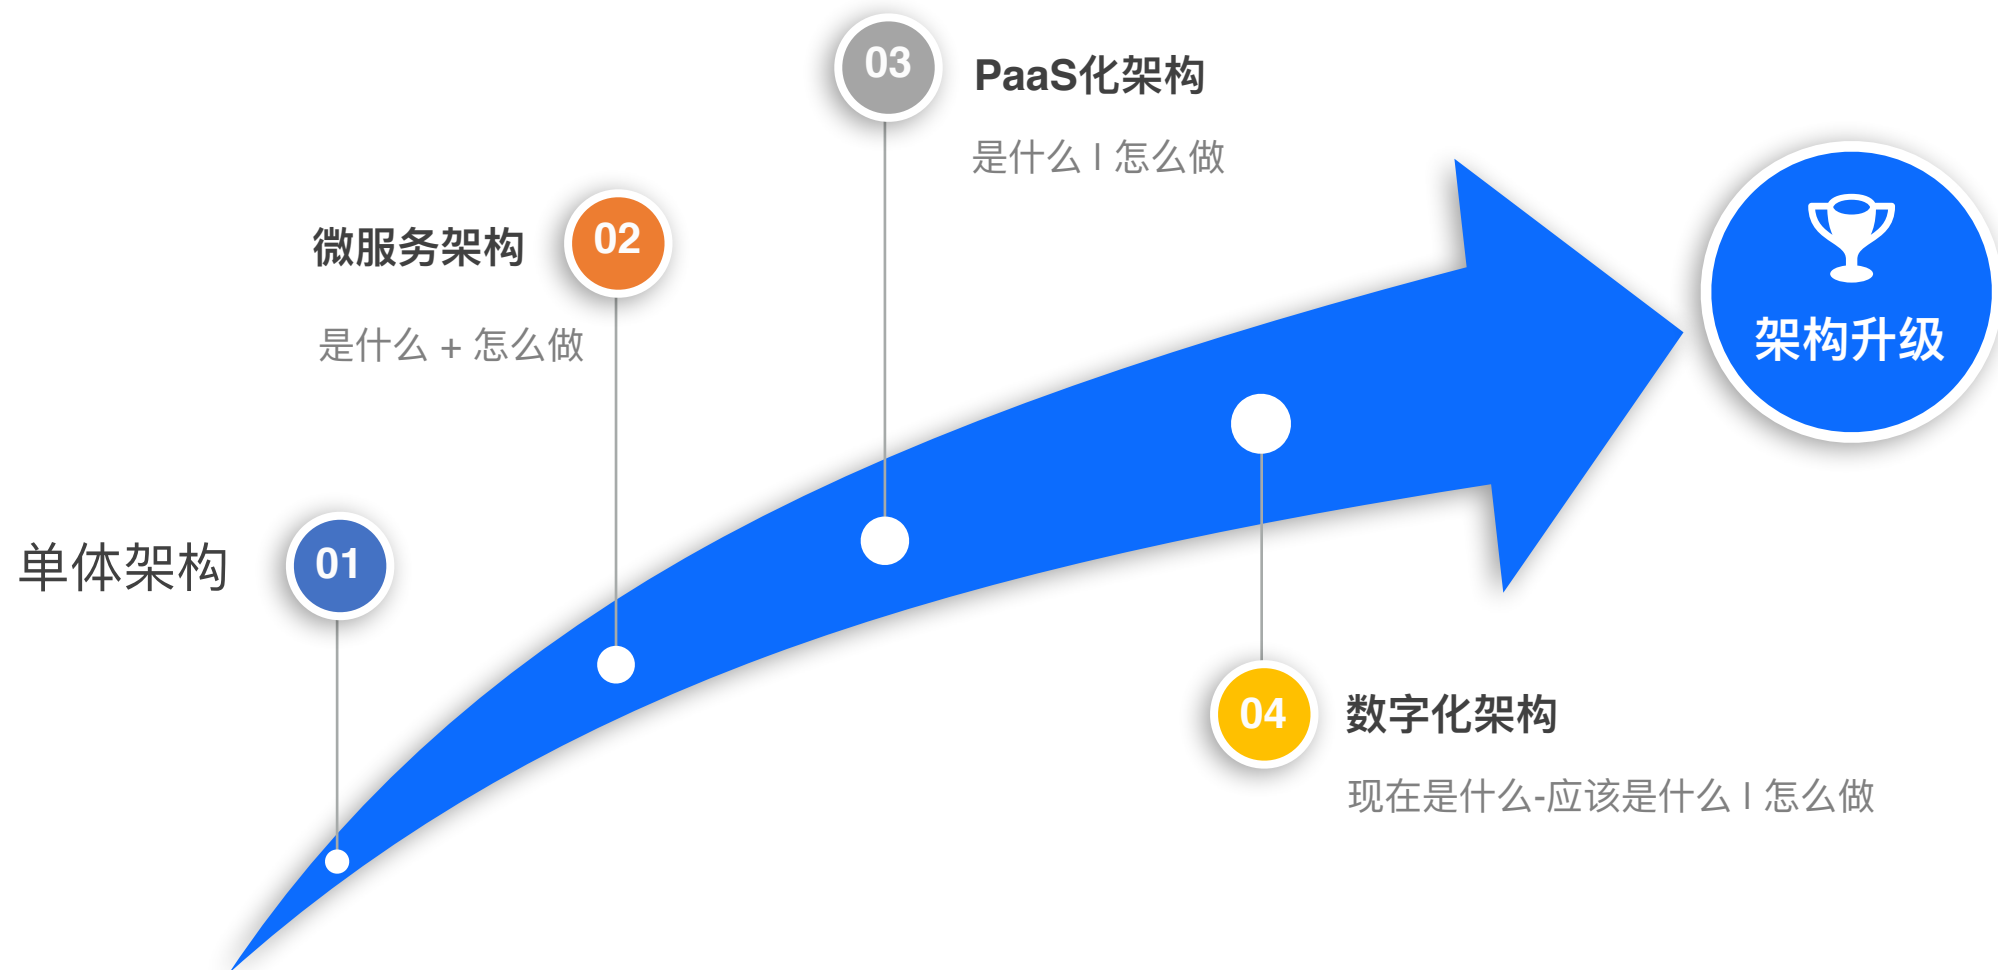 03
PaaS化架构
是什么 | 怎么做
02
微服务架构
是什么 + 怎么做
架构升级
01
单体架构
04
数字化架构
现在是什么-应该是什么 | 怎么做